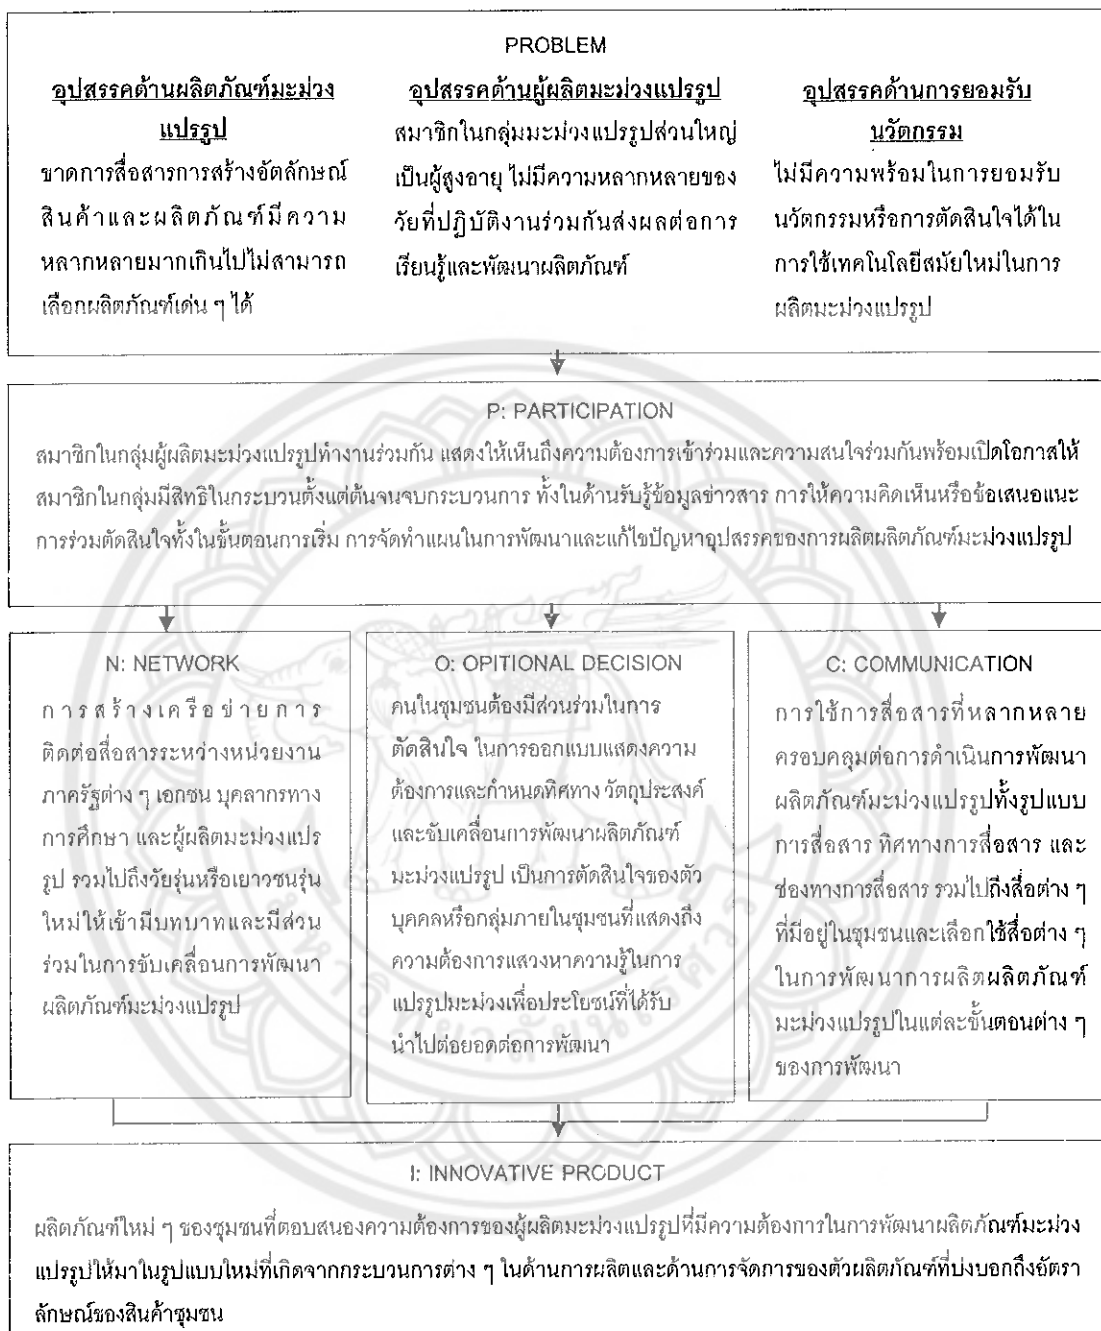 PROBLEM
อุปสรรคด้านผลิตภัณฑ์มะม่วง
แปรรูป
ขาดการสื่อสารการสร้างอัตลักษณ์
สินค้าและผลิตภัณฑ์มีความ
หลากหลายมากเกินไปไม่สามารถ
เลือกผลิตภัณฑ์เด่น ๆ ได้
อุปสรรคด้านผู้ผลิตมะม่วงแปรรูป
สมาชิกในกลุ่มมะม่วงแปรรูปส่วนใหญ่
เป็นผู้สูงอายุ ไม่มีความหลากหลายของ
วัยที่ปฏิบัติงานร่วมกันส่งผลต่อการ
เรียนรู้และพัฒนาผลิตภัณฑ์
อุปสรรคด้านการยอมรับ
นวัตกรรม
ไม่มีความพร้อมในการยอมรับ
นวัตกรรมหรือการตัดสินใจได้ใน
การใช้เทคโนโลยีสมัยใหม่ในการ
ผลิตมะม่วงแปรรูป
P: PARTICIPATION
สมาชิกในกลุ่มผู้ผลิตมะม่วงแปรรูปทำงานร่วมกัน แสดงให้เห็นถึงความต้องการเข้าร่วมและความสนใจร่วมกันพร้อมเปิดโอกาสให้
สมาชิกในกลุ่มมีสิทธิในกระบวนตั้งแต่ต้นจนจบกระบวนการ ทั้งในด้านรับรู้ข้อมูลข่าวสาร การให้ความคิดเห็นหรือข้อเสนอแนะ
การร่วมตัดสินใจทั้งในขั้นตอนการเริ่ม การจัดทำแผนในการพัฒนาและแก้ไขปัญหาอุปสรรคของการผลิตผลิตภัณฑ์มะม่วงแปรรูป
N: NETWORK
การสร้างเครือข่ายการ
ติดต่อสื่อสารระหว่างหน่วยงาน
ภาครัฐต่าง ๆ เอกชน บุคลากรทาง
การศึกษา และผู้ผลิตมะม่วงแปร
รูป รวมไปถึงวัยรุ่นหรือเยาวชนรุ่น
ใหม่ให้เข้ามีบทบาทและมีส่วน
ร่วมในการขับเคลื่อนการพัฒนา
ผลิตภัณฑ์มะม่วงแปรรูป
O: OPITIONAL DECISION
คนในชุมชนต้องมีส่วนร่วมในการ
ตัดสินใจ ในการออกแบบแสดงความ
ต้องการและกำหนดทิศทาง วัตถุประสงค์
และขับเคลื่อนการพัฒนาผลิตภัณฑ์
มะม่วงแปรรูป เป็นการตัดสินใจของตัว
บุคคลหรือกลุ่มภายในชุมชนที่แสดงถึง
ความต้องการแสวงหาความรู้ในการ
แปรรูปมะม่วงเพื่อประโยชน์ที่ได้รับ
นำไปต่อยอดต่อการพัฒนา
C: COMMUNICATION
การใช้การสื่อสารที่หลากหลาย
ครอบคลุมต่อการดำเนินการพัฒนา
ผลิตภัณฑ์มะม่วงแปรรูปทั้งรูปแบบ
การสื่อสาร ทิศทางการสื่อสาร และ
ช่องทางการสื่อสาร รวมไปถึงสื่อต่าง ๆ
ที่มีอยู่ในชุมชนและเลือกใช้สื่อต่าง ๆ
ในการพัฒนาการผลิตผลิตภัณฑ์
มะม่วงแปรรูปในแต่ละขั้นตอนต่าง ๆ
ของการพัฒนา
I: INNOVATIVE PRODUCT
ผลิตภัณฑ์ใหม่ ๆ ของชุมชนที่ตอบสนองความต้องการของผู้ผลิตมะม่วงแปรรูปที่มีความต้องการในการพัฒนาผลิตภัณฑ์มะม่วง
แปรรูปให้มาในรูปแบบใหม่ที่เกิดจากกระบวนการต่าง ๆ ในด้านการผลิตและด้านการจัดการของตัวผลิตภัณฑ์ที่บ่งบอกถึงอัตรา
ลักษณ์ของสินค้าชุมชน